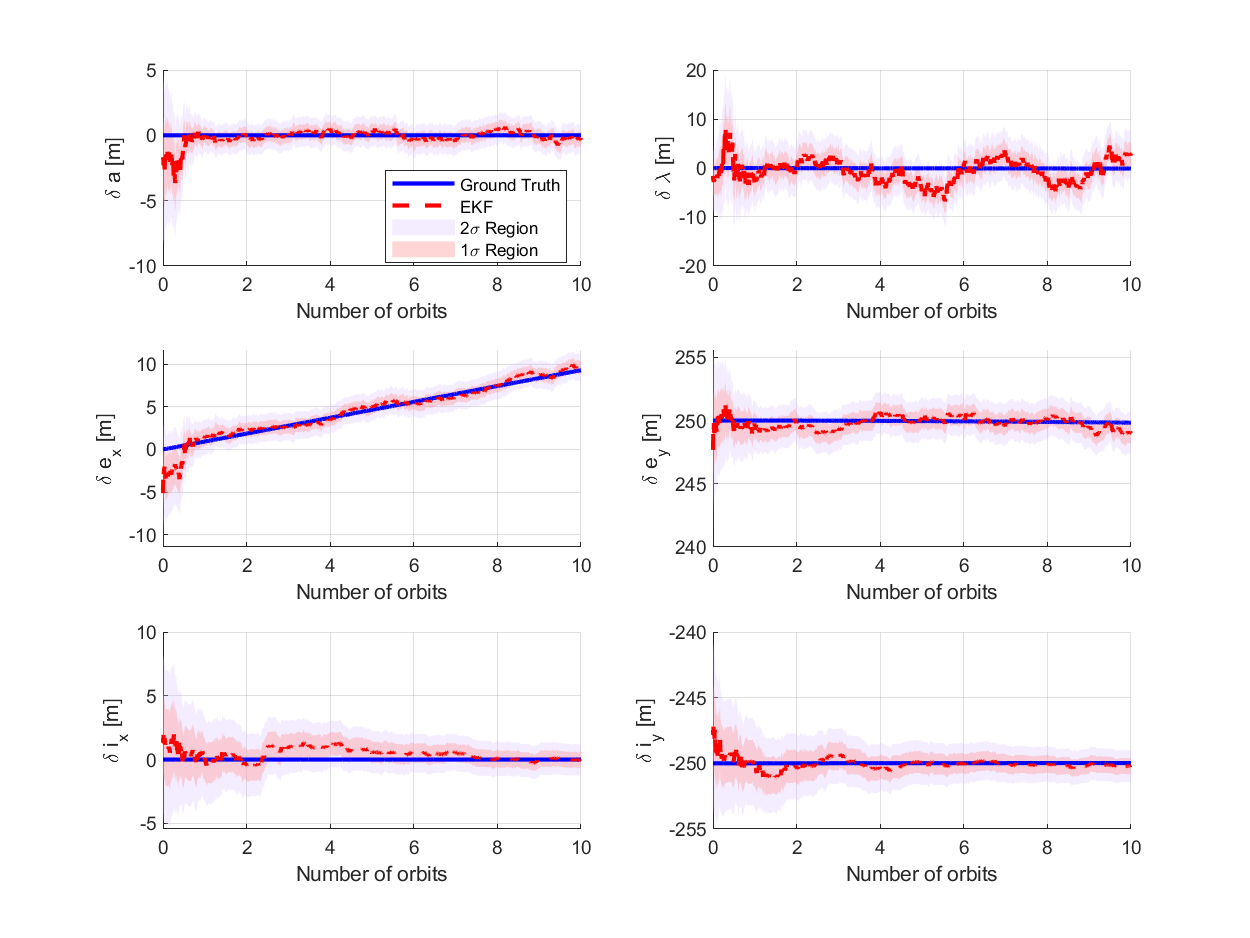 5
0
-5
-10
δ a [m]
0 2 4 6 8 10
Number of orbits
Ground Truth
EKF
2σ Region
1σ Region
20
10
0
-10
-20
δ λ [m]
0 2 4 6 8 10
Number of orbits
10
5
0
-5
-10
δ e_x [m]
0 2 4 6 8 10
Number of orbits
255
250
245
240
δ e_y [m]
0 2 4 6 8 10
Number of orbits
10
5
0
-5
δ i_x [m]
0 2 4 6 8 10
Number of orbits
-240
-245
-250
-255
δ i_y [m]
0 2 4 6 8 10
Number of orbits